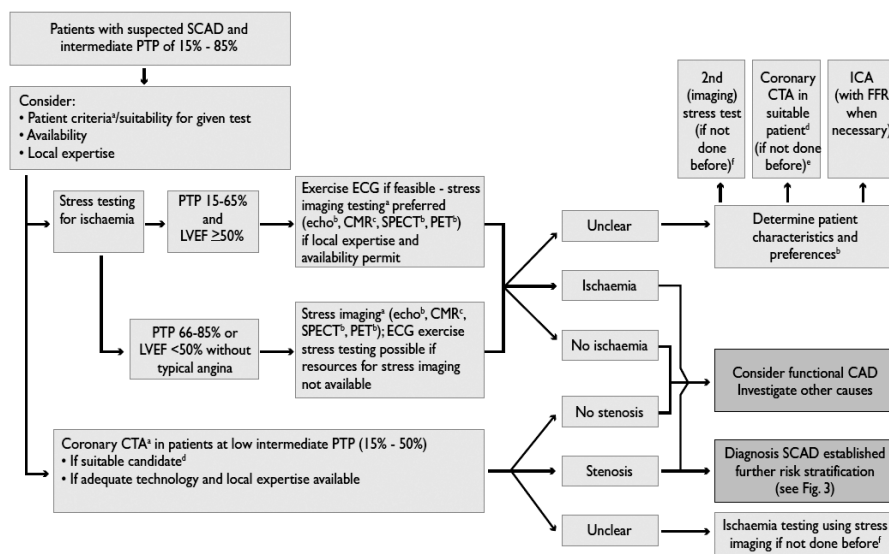 Patients with suspected SCAD and
intermediate PTP of 15% - 85%
Consider:
• Patient criteriaᵃ/suitability for given test
• Availability
• Local expertise
2nd
(imaging)
stress test
(if not
done
before)ᶠ
Coronary
CTA in
suitable
patientᵈ
(if not done
before)ᵉ
ICA
(with FFR
when
necessary)
Stress testing
for ischaemia
PTP 15-65%
and
LVEF ≥50%
Exercise ECG if feasible - stress
imaging testingᵃ preferred
(echoᵇ, CMRᶜ, SPECTᵇ, PETᵇ)
if local expertise and
availability permit
Unclear
Determine patient
characteristics and
preferencesᵇ
Ischaemia
PTP 66-85% or
LVEF <50% without
typical angina
Stress imagingᵃ (echoᵇ, CMRᶜ,
SPECTᵇ, PETᵇ); ECG exercise
stress testing possible if
resources for stress imaging
not available
No ischaemia
Consider functional CAD
Investigate other causes
No stenosis
Coronary CTAᵃ in patients at low intermediate PTP (15% - 50%)
• If suitable candidateᵈ
• If adequate technology and local expertise available
Stenosis
Diagnosis SCAD established
further risk stratification
(see Fig. 3)
Unclear
Ischaemia testing using stress
imaging if not done beforeᶠ